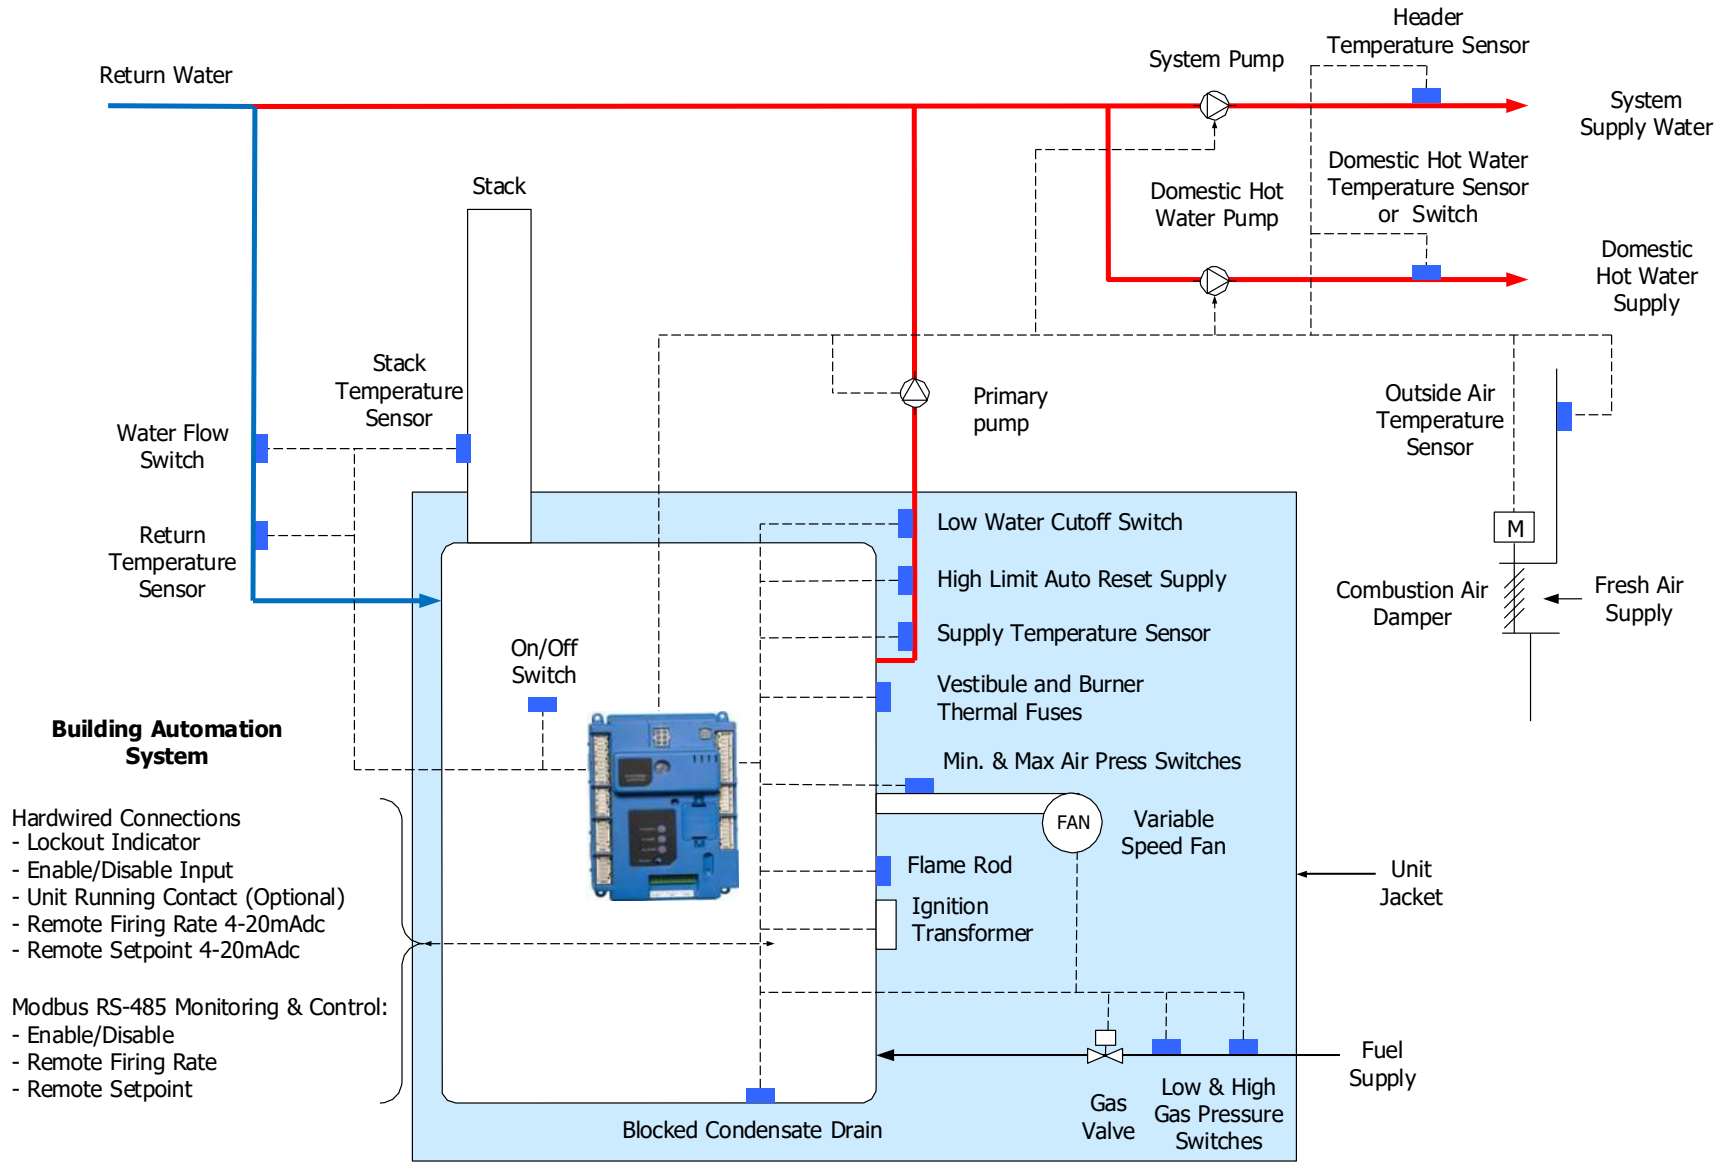 Header
Temperature Sensor
System Pump
Return Water
System
Supply Water
Domestic Hot Water
Temperature Sensor
or Switch
Stack
Domestic Hot
Water Pump
Domestic
Hot Water
Supply
Stack
Temperature
Sensor
Primary
pump
Outside Air
Temperature
Sensor
Water Flow
Switch
Low Water Cutoff Switch
M
Return
Temperature
Sensor
High Limit Auto Reset Supply
Combustion Air
Damper
Fresh Air
Supply
Supply Temperature Sensor
On/Off
Switch
Vestibule and Burner
Thermal Fuses
Building Automation
System
Min. & Max Air Press Switches
Hardwired Connections
- Lockout Indicator
- Enable/Disable Input
- Unit Running Contact (Optional)
- Remote Firing Rate 4-20mAdc
- Remote Setpoint 4-20mAdc
FAN
Variable
Speed Fan
Flame Rod
Unit
Jacket
Ignition
Transformer
Modbus RS-485 Monitoring & Control:
- Enable/Disable
- Remote Firing Rate
- Remote Setpoint
Fuel
Supply
Gas
Valve
Low & High
Gas Pressure
Switches
Blocked Condensate Drain